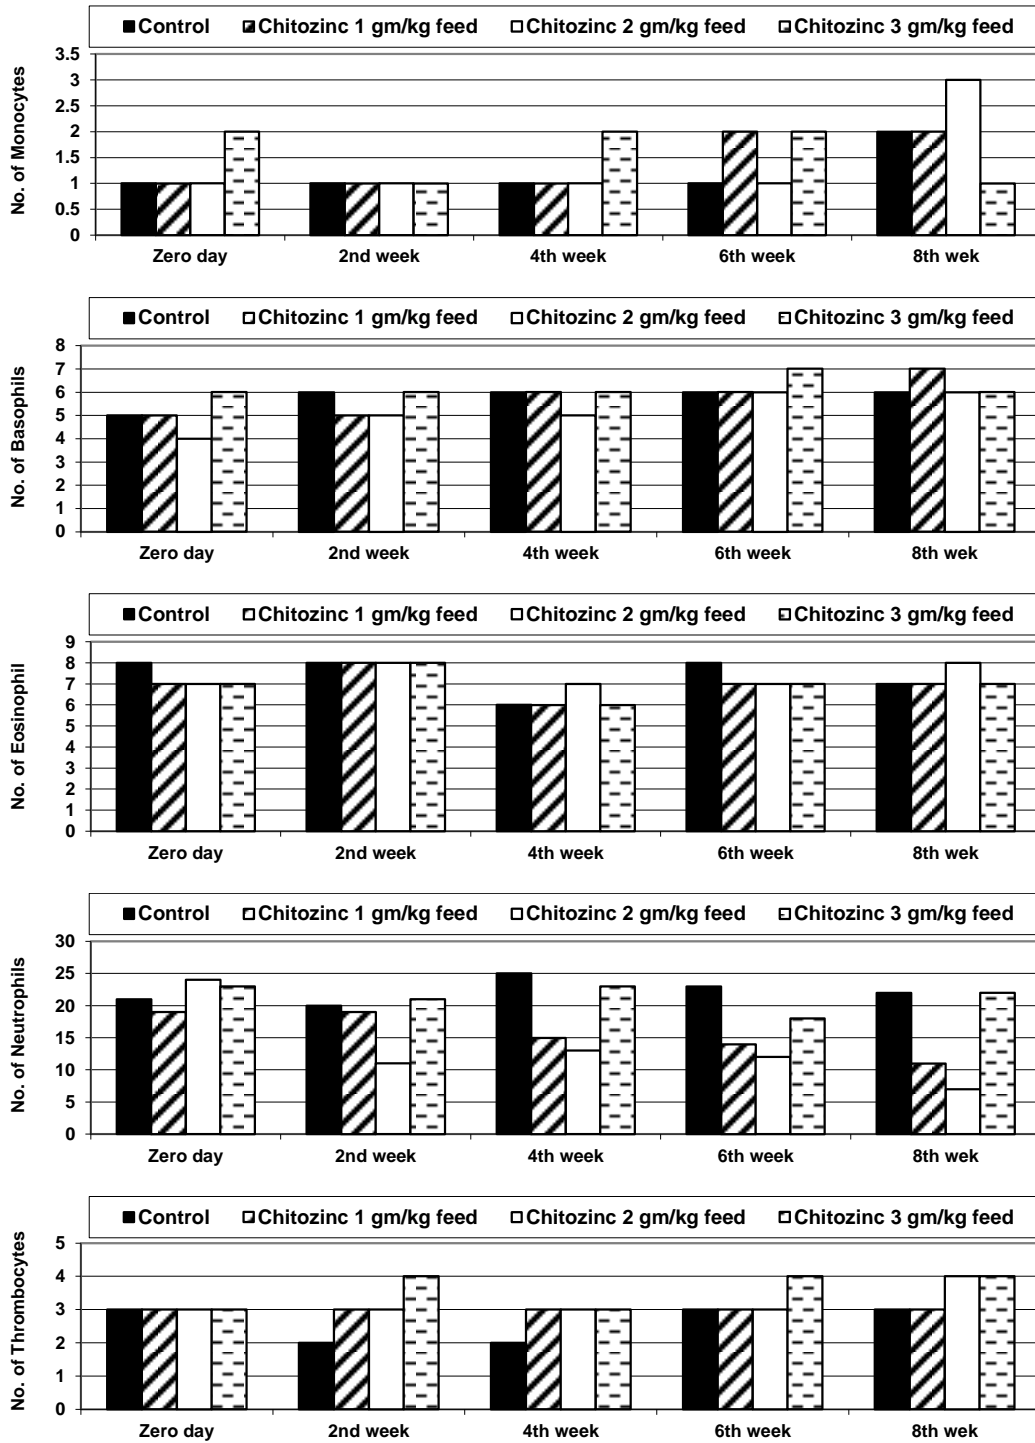 Control Chitozinc 1 gm/kg feed Chitozinc 2 gm/kg feed Chitozinc 3 gm/kg feed
No. of Monocytes
3.5
3
2.5
2
1.5
1
0.5
0
Zero day 2nd week 4th week 6th week 8th wek
Control Chitozinc 1 gm/kg feed Chitozinc 2 gm/kg feed Chitozinc 3 gm/kg feed
No. of Basophils
8
7
6
5
4
3
2
1
0
Zero day 2nd week 4th week 6th week 8th wek
Control Chitozinc 1 gm/kg feed Chitozinc 2 gm/kg feed Chitozinc 3 gm/kg feed
No. of Eosinophil
9
8
7
6
5
4
3
2
1
0
Zero day 2nd week 4th week 6th week 8th wek
Control Chitozinc 1 gm/kg feed Chitozinc 2 gm/kg feed Chitozinc 3 gm/kg feed
No. of Neutrophils
30
25
20
15
10
5
0
Zero day 2nd week 4th week 6th week 8th wek
Control Chitozinc 1 gm/kg feed Chitozinc 2 gm/kg feed Chitozinc 3 gm/kg feed
No. of Thrombocytes
5
4
3
2
1
0
Zero day 2nd week 4th week 6th week 8th wek